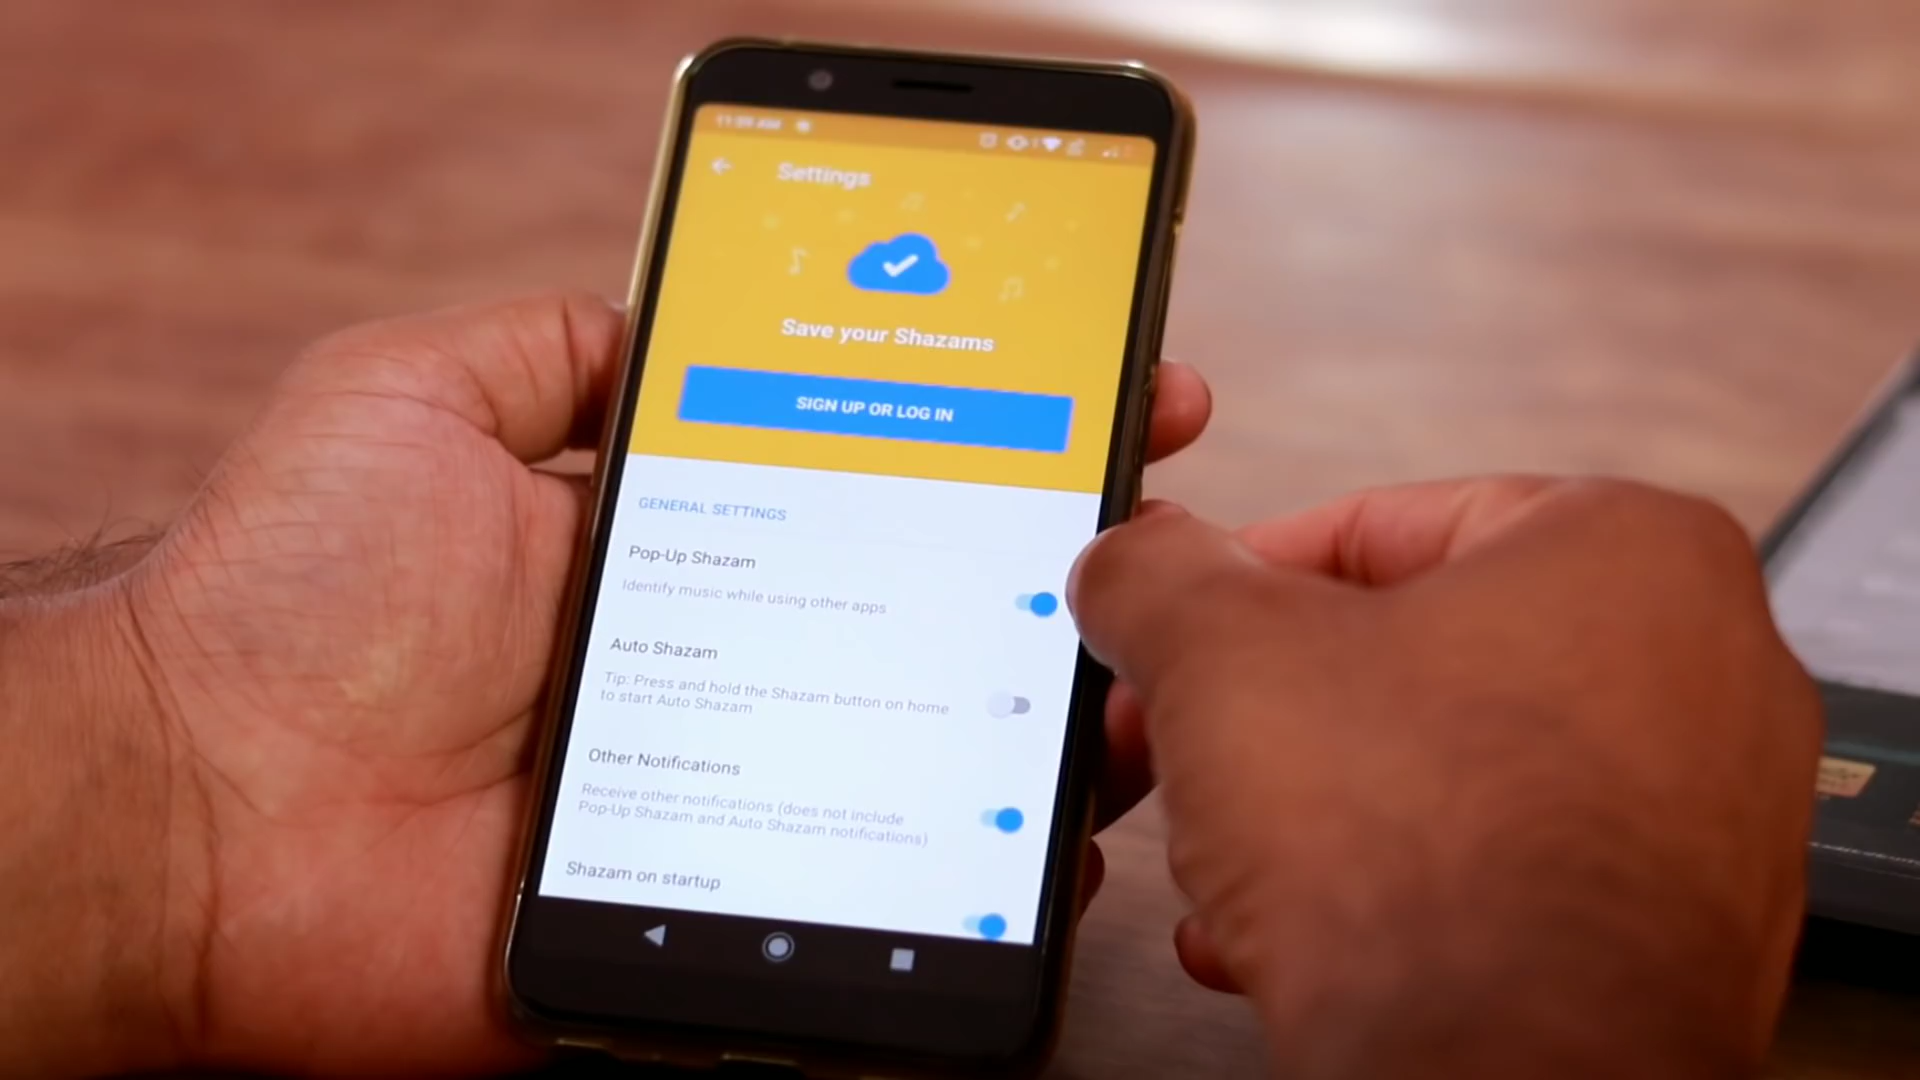 Settings
Save your Shazams
SIGN UP OR LOG IN
GENERAL SETTINGS
Pop-Up Shazam
Identify music while using other apps
Auto Shazam
Tip: Press and hold the Shazam button on home
to start Auto Shazam
Other Notifications
Receive other notifications (does not include
Pop-Up Shazam and Auto Shazam notifications)
Shazam on startup